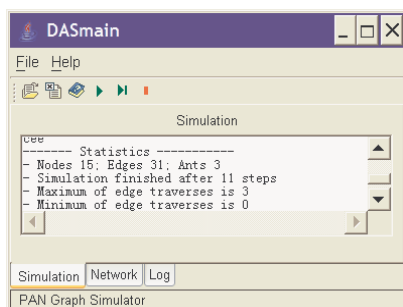 DASmain
File Help
Simulation
cee
------- Statistics -----------
- Nodes 15; Edges 31; Ants 3
- Simulation finished after 11 steps
- Maximum of edge traverses is 3
- Minimum of edge traverses is 0
Simulation Network Log
PAN Graph Simulator